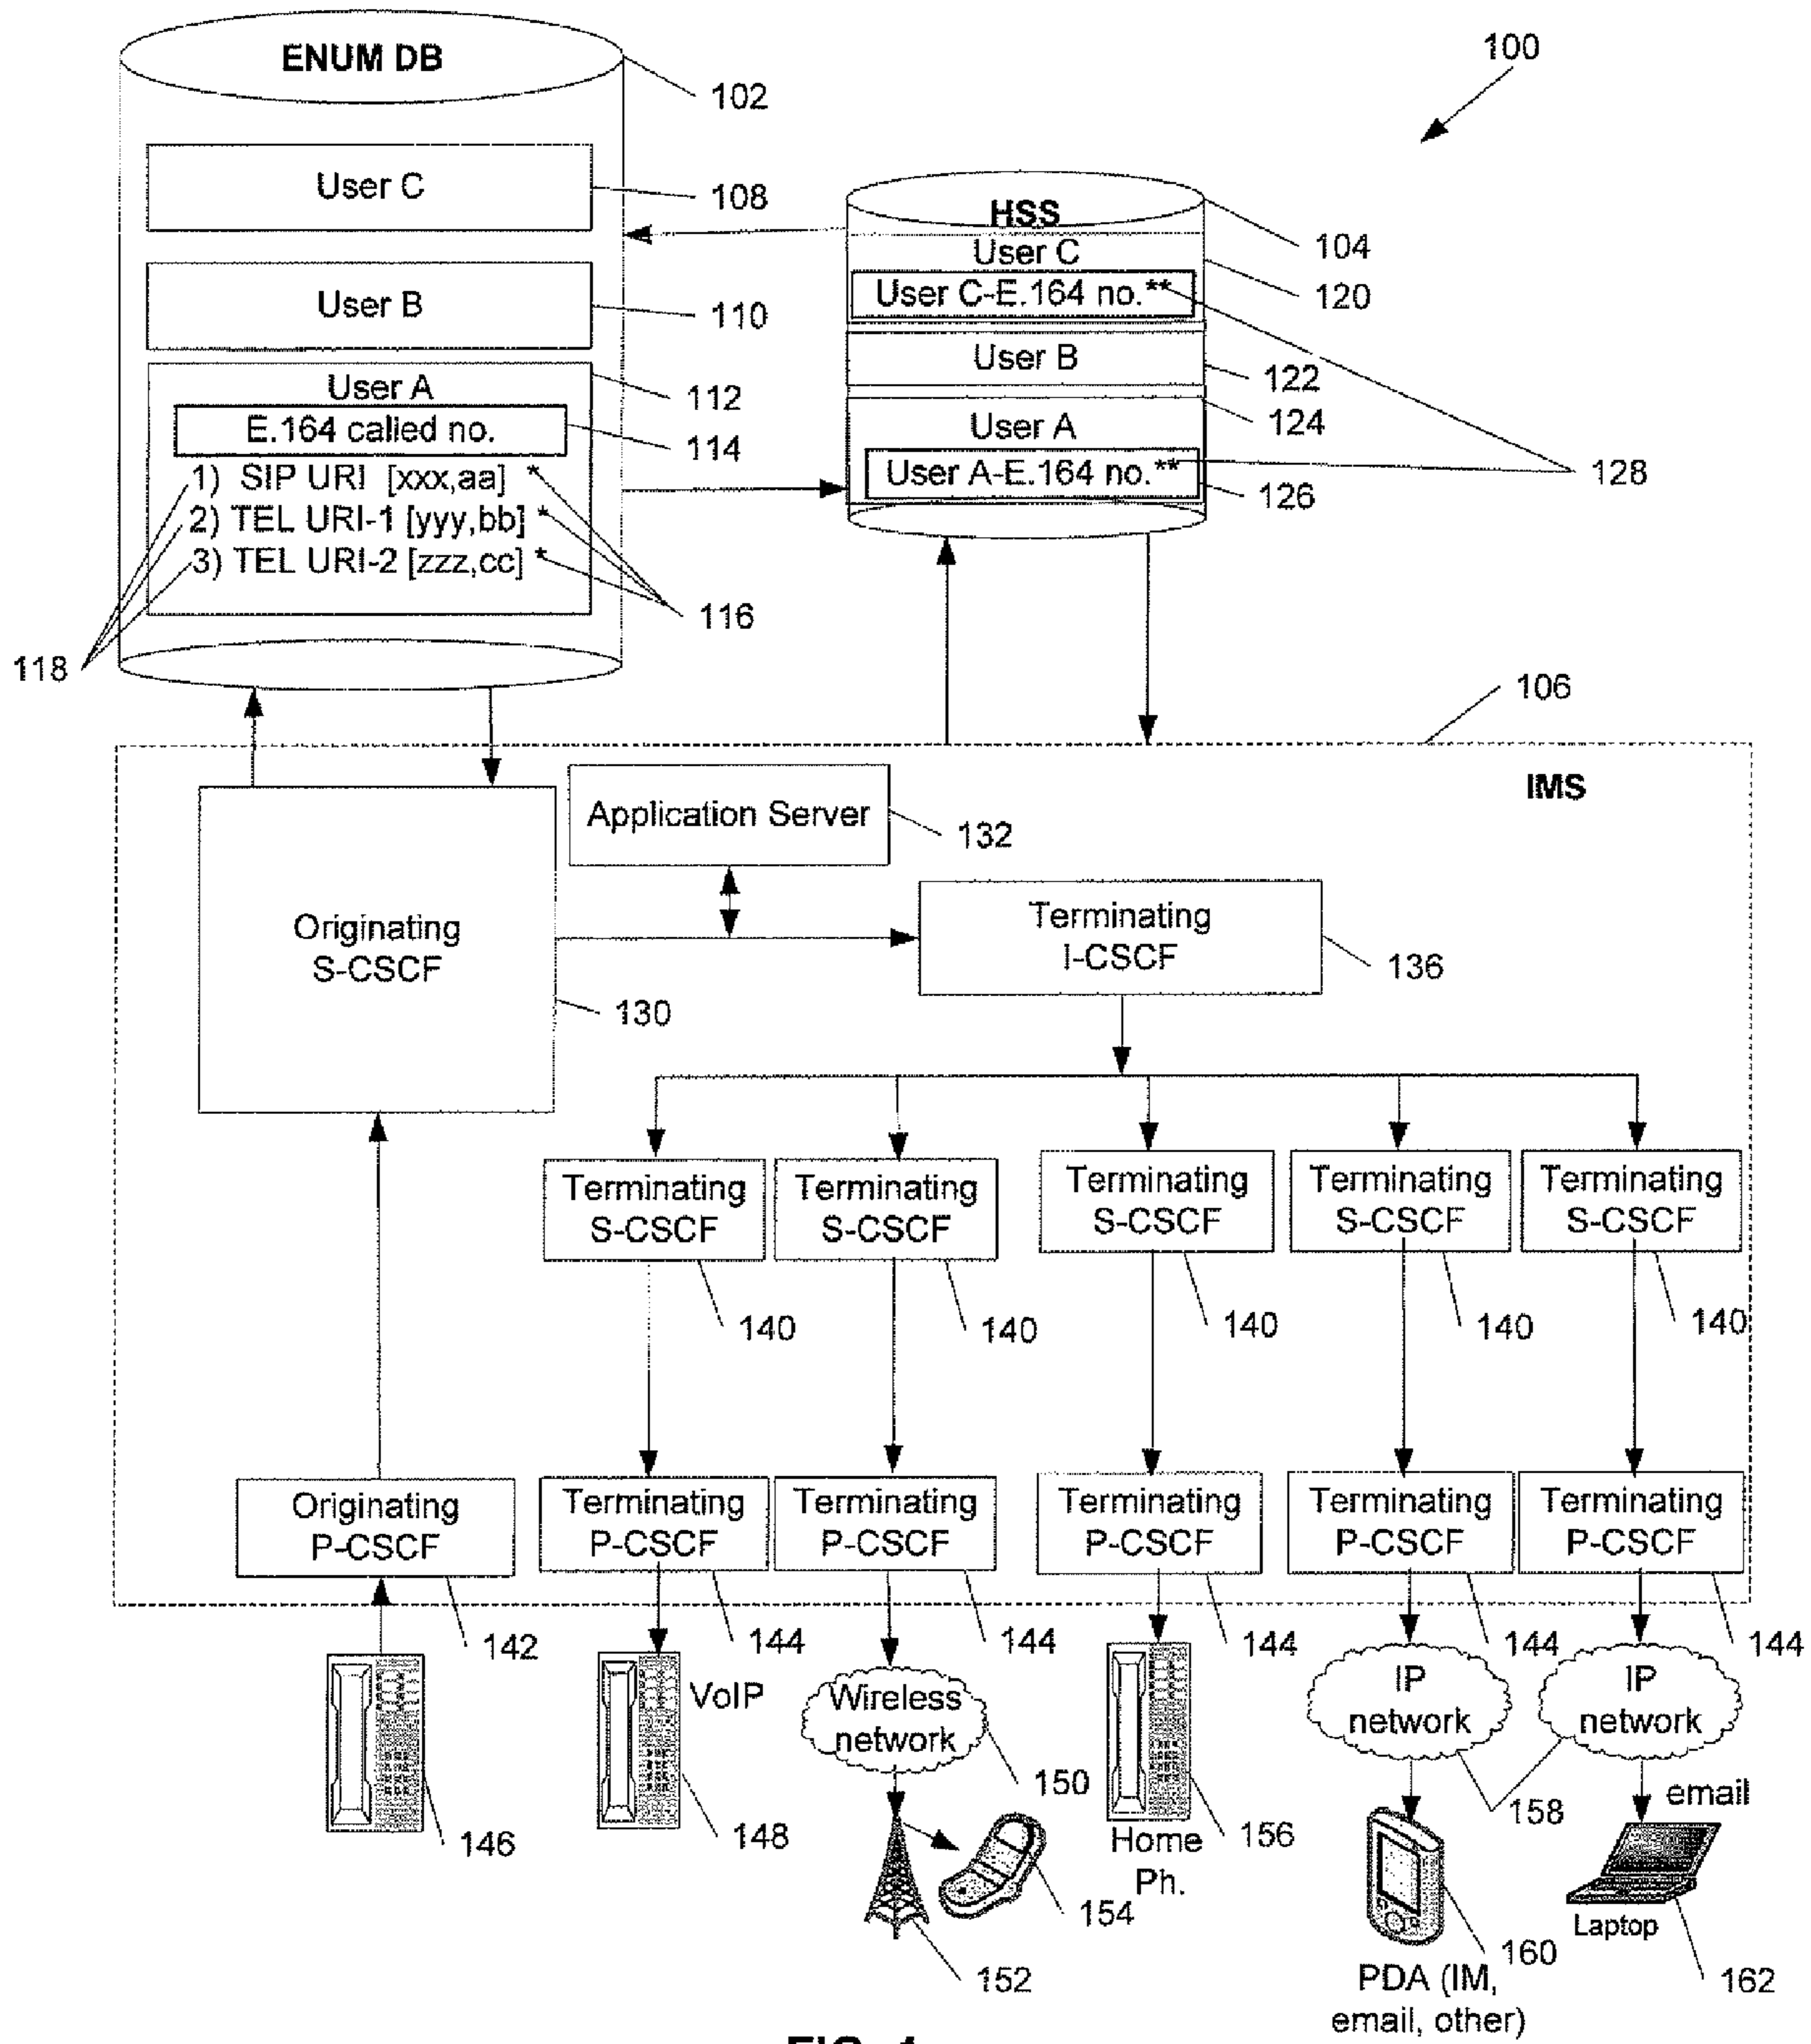 ENUM DB
102
100
User C
108
User B
110
User A
112
E.164 called no.
114
1) SIP URI [xxx,aa] *
2) TEL URI-1 [yyy,bb] *
3) TEL URI-2 [zzz,cc] *
116
118
HSS
104
User C
120
User C-E.164 no.**
User B
122
124
User A
User A-E.164 no.**
126
128
106
IMS
Application Server
132
Originating
S-CSCF
130
Terminating
I-CSCF
136
Terminating
S-CSCF
140
Terminating
S-CSCF
140
Terminating
S-CSCF
140
Terminating
S-CSCF
140
Terminating
S-CSCF
140
Originating
P-CSCF
142
Terminating
P-CSCF
144
Terminating
P-CSCF
144
Terminating
P-CSCF
144
Terminating
P-CSCF
144
Terminating
P-CSCF
144
146
VoIP
148
Wireless
network
150
152
154
Home
Ph.
156
IP
network
IP
network
158
160
PDA (IM,
email, other)
email
Laptop
162